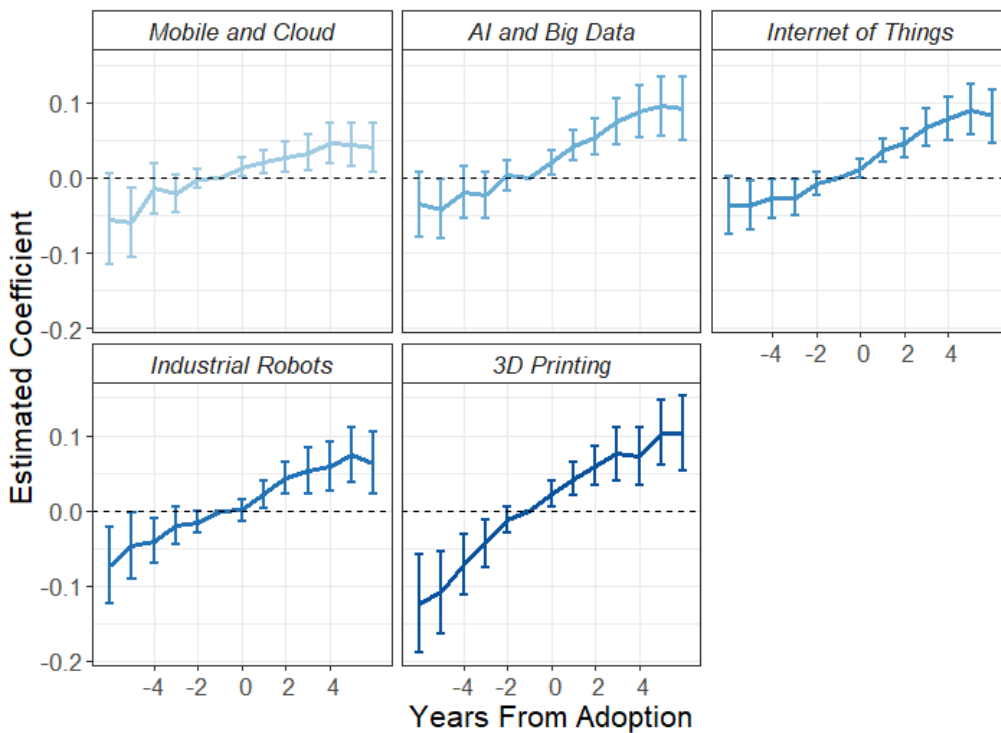 Mobile and Cloud
AI and Big Data
Internet of Things
0.1
0.0
-0.1
-0.2
-4 -2 0 2 4
Industrial Robots
3D Printing
0.1
0.0
-0.1
-0.2
-4 -2 0 2 4
-4 -2 0 2 4
Estimated Coefficient
Years From Adoption